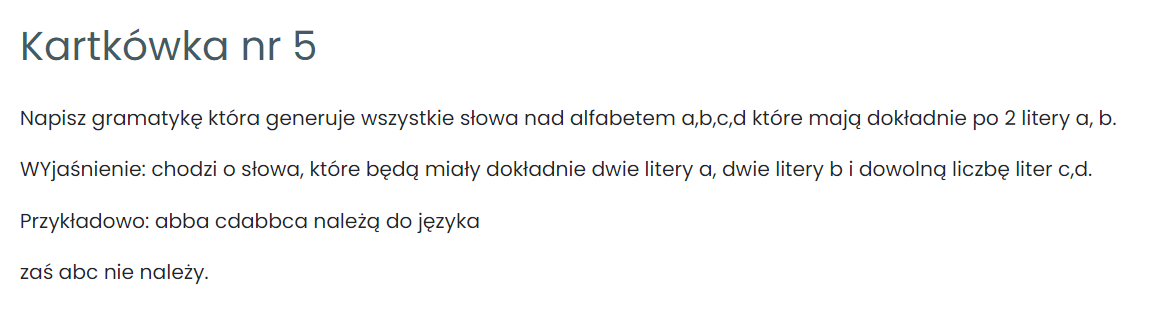 Kartkówka nr 5
Napisz gramatykę która generuje wszystkie słowa nad alfabetem a,b,c,d które mają dokładnie po 2 litery a, b.
WYjaśnienie: chodzi o słowa, które będą miały dokładnie dwie litery a, dwie litery b i dowolną liczbę liter c,d.
Przykładowo: abba cdabbca należą do języka
zaś abc nie należy.